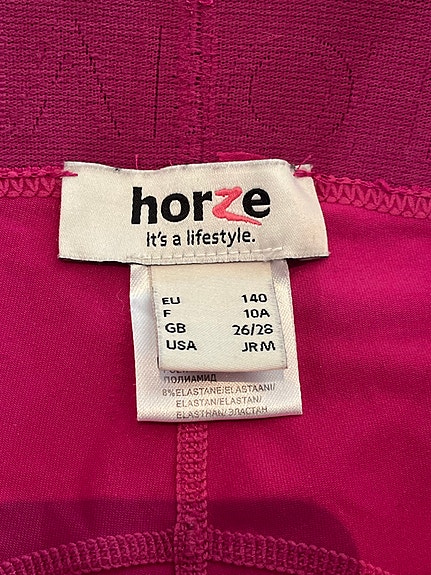 horze
It's a lifestyle.
EU 140
F 10A
GB 26/28
USA JR M
ПОЛИАМИД
8%ELASTANE/ELASTAANI/
ELASTAN/ELASTAN/
ELASTHAN/ЭЛАСТАН